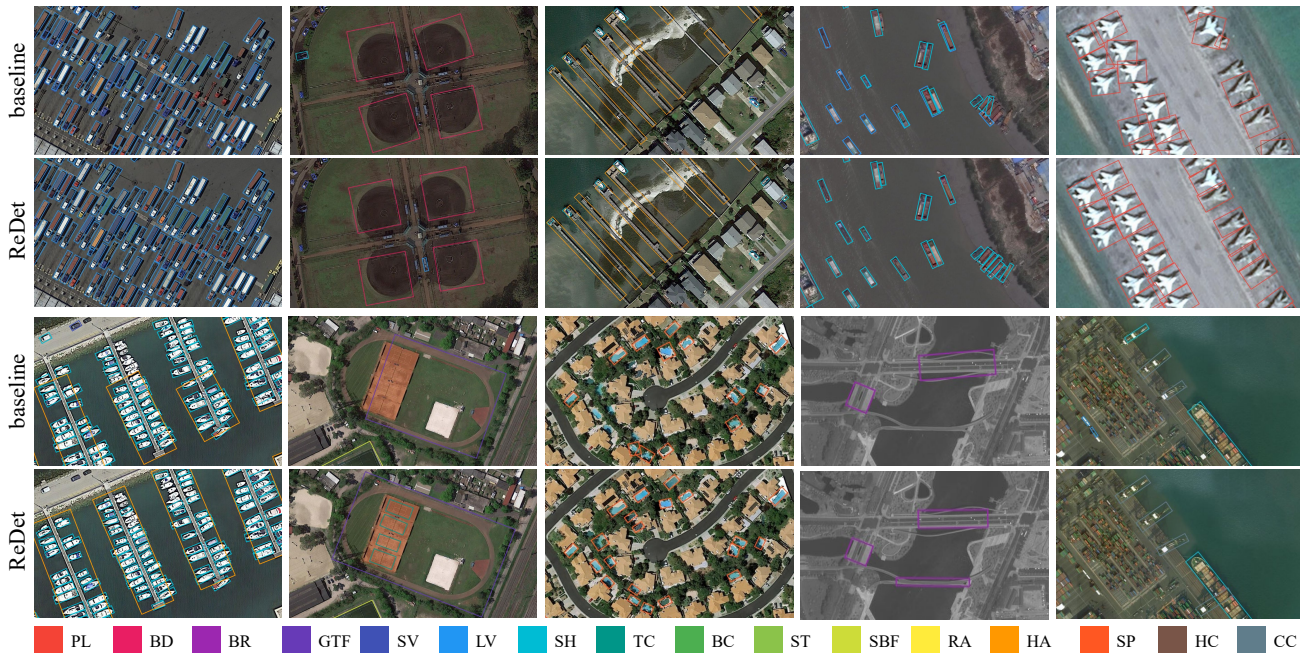 baseline
ReDet
baseline
ReDet
PL BD BR GTF SV LV SH TC BC ST SBF RA HA SP HC CC